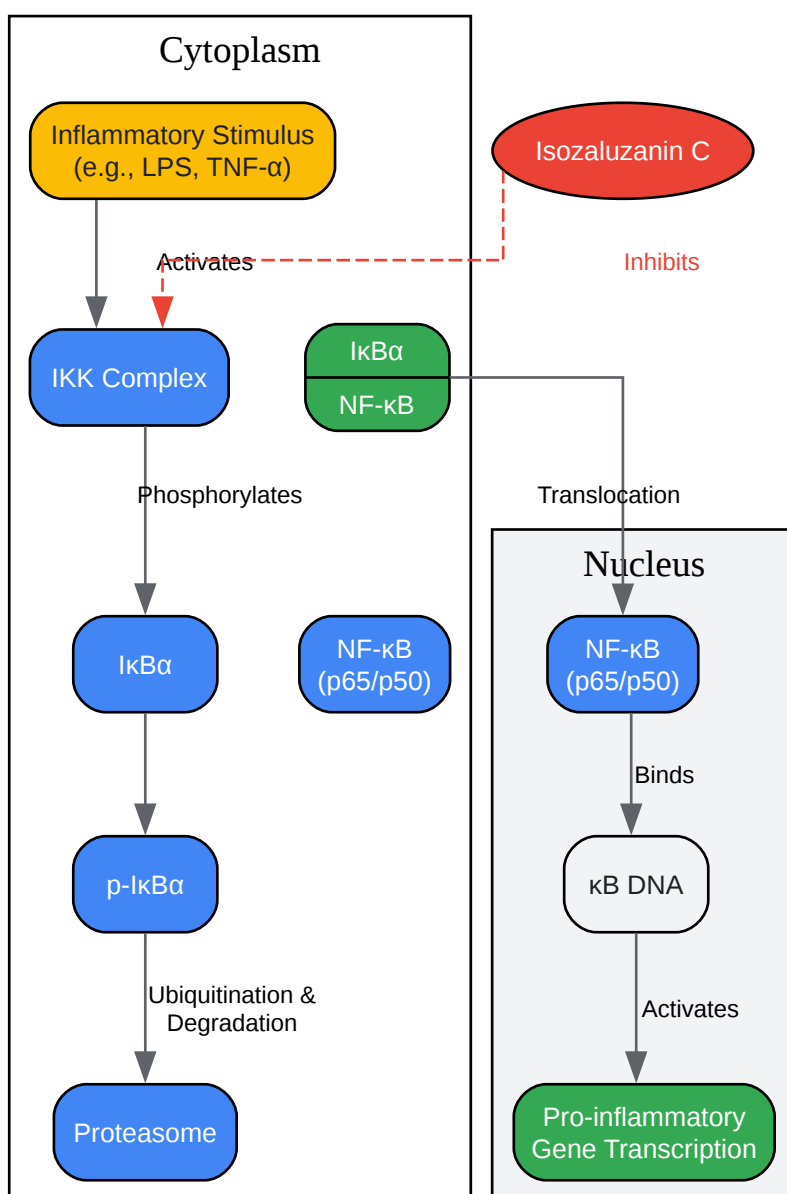 Cytoplasm
Inflammatory Stimulus
(e.g., LPS, TNF-α)
Isozaluzanin C
Activates
Inhibits
IKK Complex
IκBα
NF-κB
Phosphorylates
Translocation
Nucleus
IκBα
NF-κB
(p65/p50)
NF-κB
(p65/p50)
Binds
p-IκBα
κB DNA
Ubiquitination &
Degradation
Activates
Proteasome
Pro-inflammatory
Gene Transcription